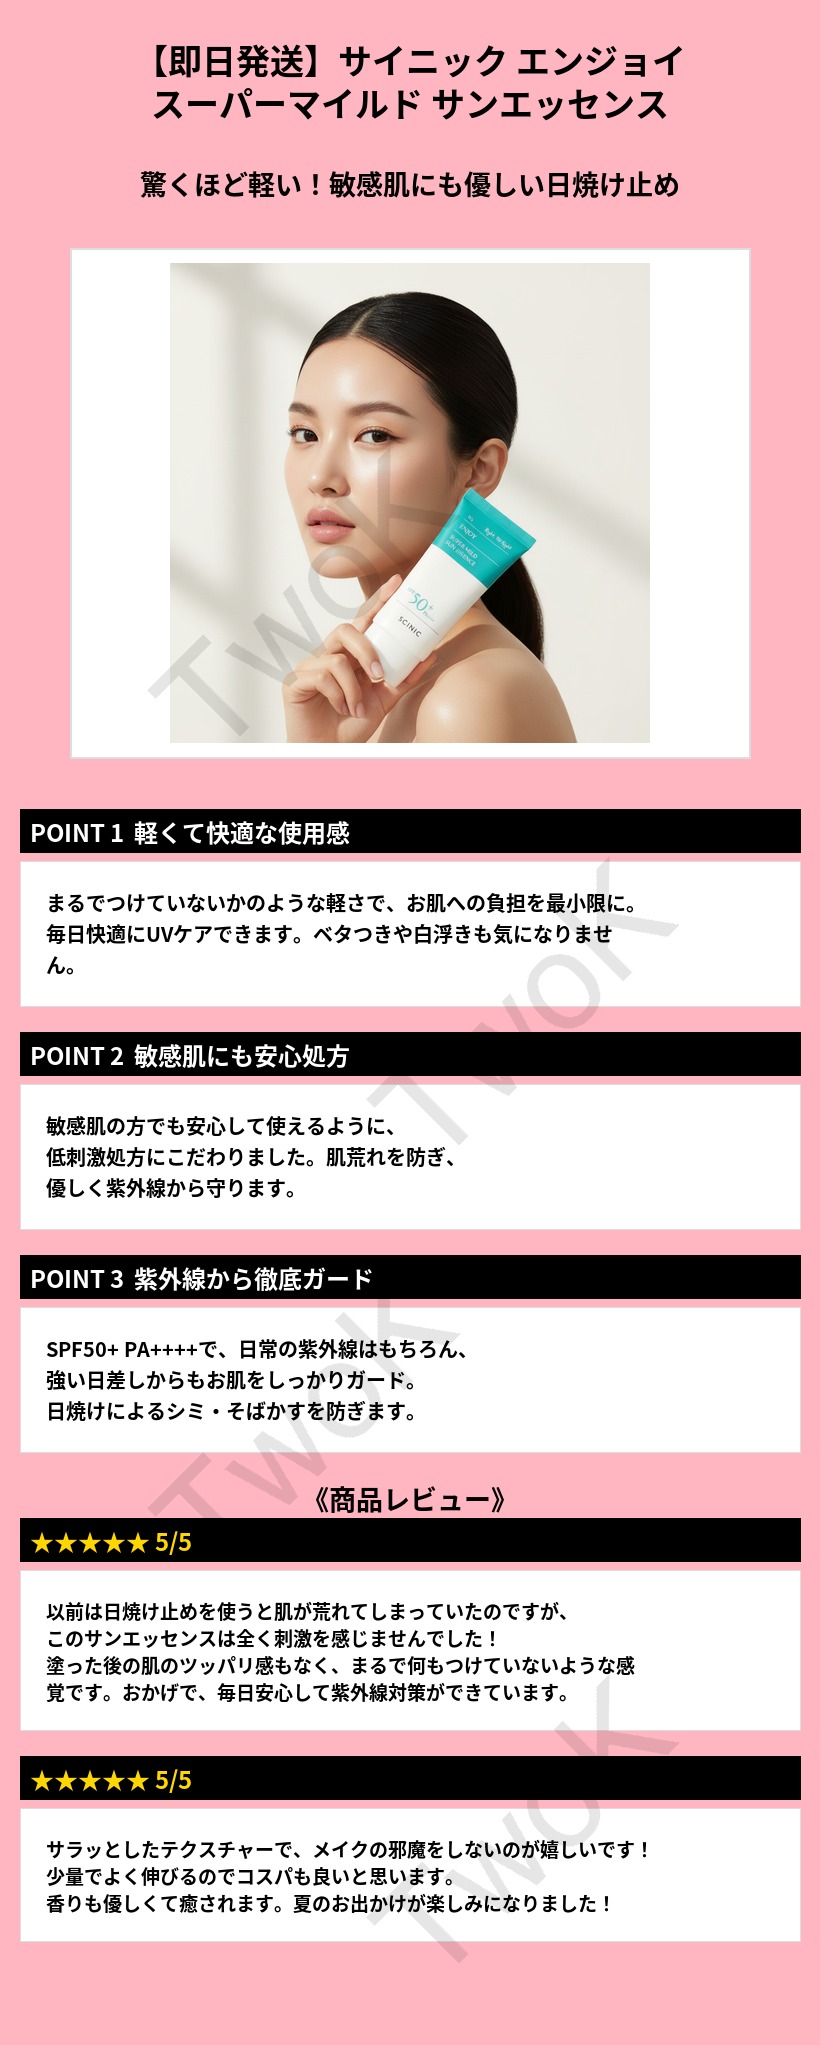 【即日発送】サイニック エンジョイ
スーパーマイルド サンエッセンス
驚くほど軽い！敏感肌にも優しい日焼け止め
ENJOY
SUPER MILD
SUN ESSENCE
50+
SCINIC
TwoK
POINT 1 軽くて快適な使用感
まるでつけていないかのような軽さで、お肌への負担を最小限に。
毎日快適にUVケアできます。ベタつきや白浮きも気になりませ
ん。
TwoK
POINT 2 敏感肌にも安心処方
敏感肌の方でも安心して使えるように、
低刺激処方にこだわりました。肌荒れを防ぎ、
優しく紫外線から守ります。
POINT 3 紫外線から徹底ガード
SPF50+ PA++++で、日常の紫外線はもちろん、
強い日差しからもお肌をしっかりガード。
日焼けによるシミ・そばかすを防ぎます。
TwoK
《商品レビュー》
★★★★★ 5/5
以前は日焼け止めを使うと肌が荒れてしまっていたのですが、
このサンエッセンスは全く刺激を感じませんでした！
塗った後の肌のツッパリ感もなく、まるで何もつけていないような感
覚です。おかげで、毎日安心して紫外線対策ができています。
★★★★★ 5/5
サラッとしたテクスチャーで、メイクの邪魔をしないのが嬉しいです！
少量でよく伸びるのでコスパも良いと思います。
香りも優しくて癒されます。夏のお出かけが楽しみになりました！
TwoK